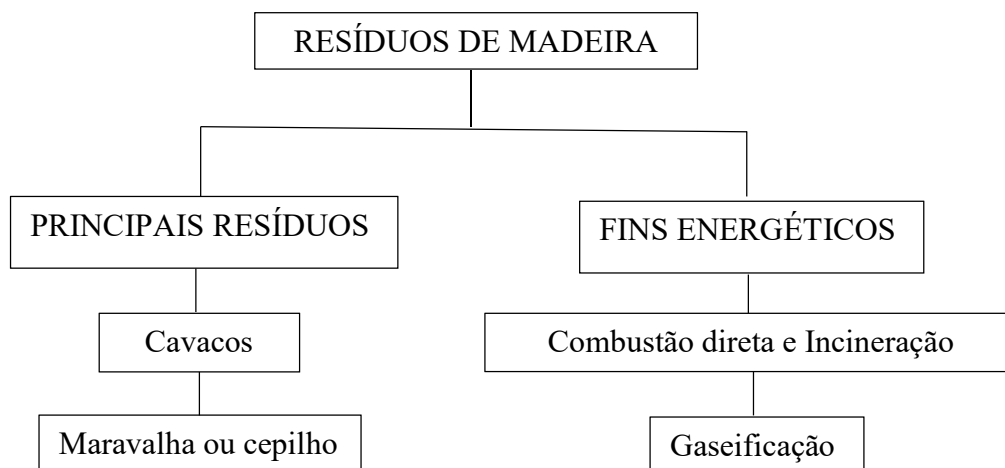 RESÍDUOS DE MADEIRA
PRINCIPAIS RESÍDUOS
FINS ENERGÉTICOS
Cavacos
Combustão direta e Incineração
Maravalha ou cepilho
Gaseificação